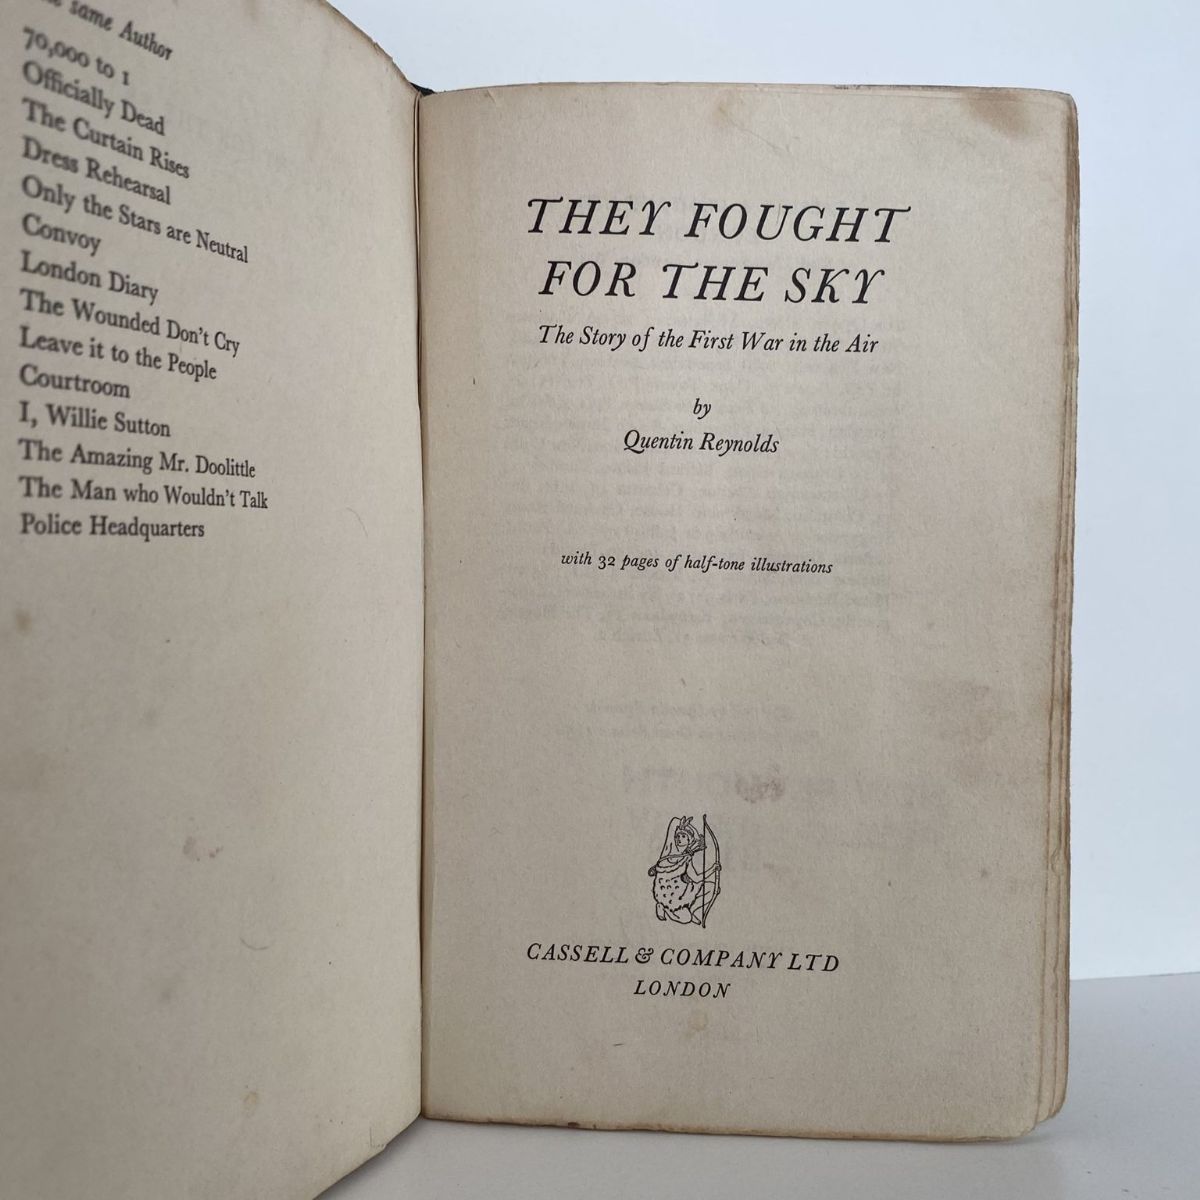 same Author
70,000 to 1
Officially Dead
The Curtain Rises
Dress Rehearsal
Only the Stars are Neutral
Convoy
London Diary
The Wounded Don't Cry
Leave it to the People
Courtroom
I, Willie Sutton
The Amazing Mr. Doolittle
The Man who Wouldn't Talk
Police Headquarters
THEY FOUGHT
FOR THE SKY
The Story of the First War in the Air
by
Quentin Reynolds
with 32 pages of half-tone illustrations
CASSELL & COMPANY LTD
LONDON